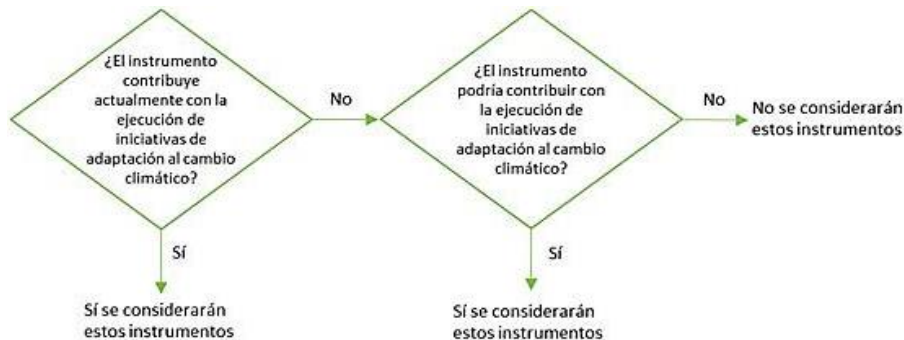 ¿El instrumento
contribuye
actualmente con la
ejecución de
iniciativas de
adaptación al cambio
climático?
No
¿El instrumento
podría contribuir con
la ejecución de
iniciativas de
adaptación al cambio
climático?
No
No se considerarán
estos instrumentos
Sí
Sí se considerarán
estos instrumentos
Sí
Sí se considerarán
estos instrumentos